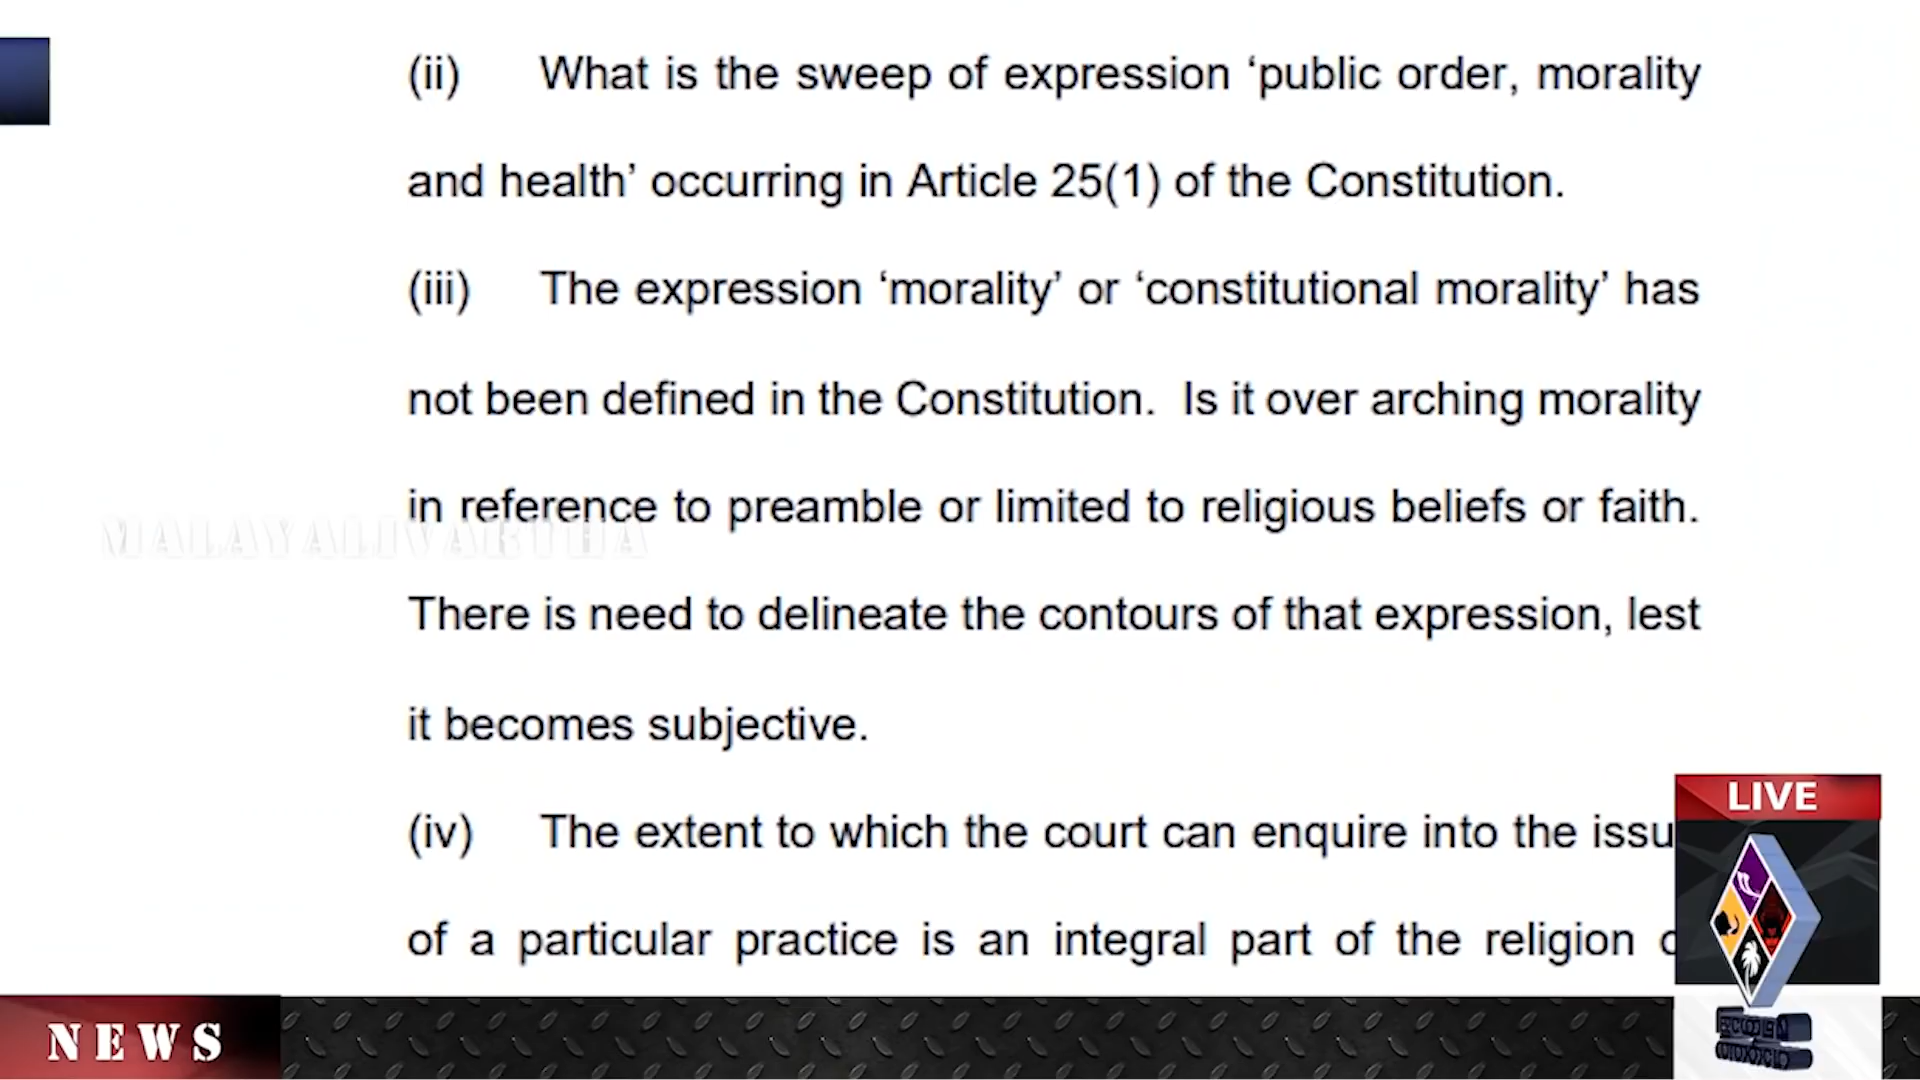 (ii) What is the sweep of expression ‘public order, morality
and health’ occurring in Article 25(1) of the Constitution.
(iii) The expression ‘morality’ or ‘constitutional morality’ has
not been defined in the Constitution. Is it over arching morality
in reference to preamble or limited to religious beliefs or faith.
There is need to delineate the contours of that expression, lest
it becomes subjective.
(iv) The extent to which the court can enquire into the issu
of a particular practice is an integral part of the religion
MALAYALIVARTHA
LIVE
NEWS